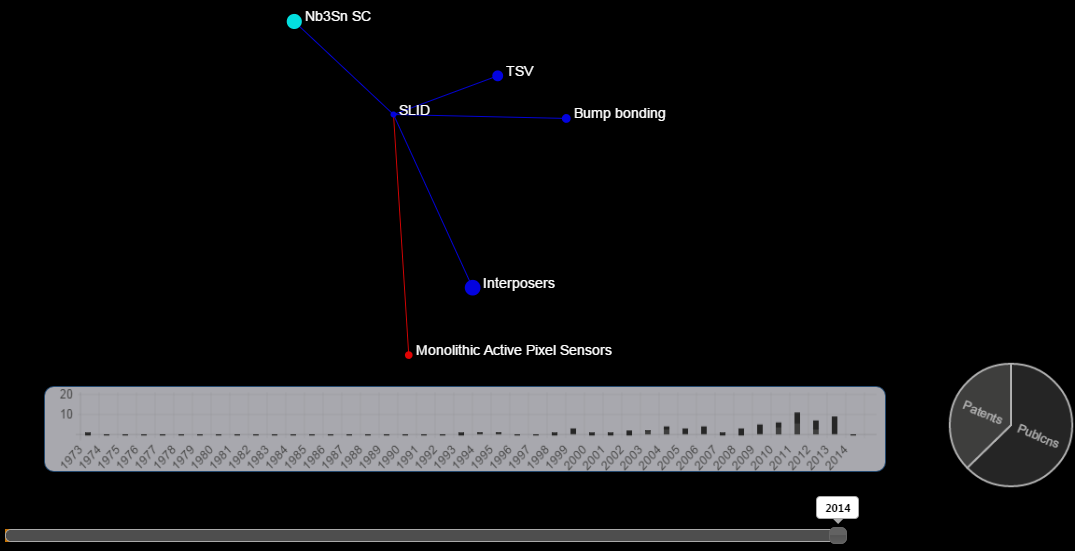 Nb3Sn SC
TSV
SLID
Bump bonding
Interposers
Monolithic Active Pixel Sensors
20
10
1973 1974 1975 1976 1977 1978 1979 1980 1981 1982 1983 1984 1985 1986 1987 1988 1989 1990 1991 1992 1993 1994 1995 1996 1997 1998 1999 2000 2001 2002 2003 2004 2005 2006 2007 2008 2009 2010 2011 2012 2013 2014
Patents
Publcns
2014